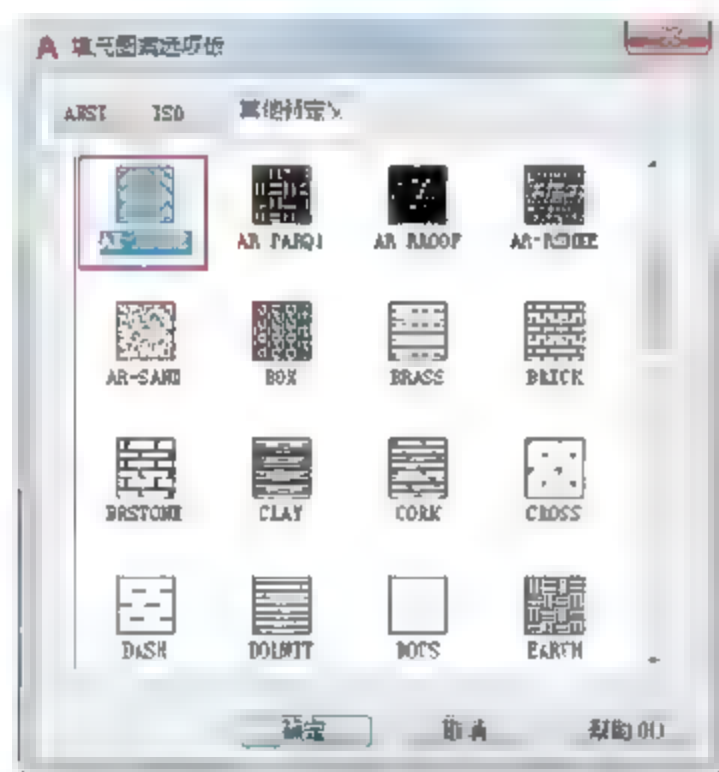 填充图案选项板
ANSI ISO 其他预定义
AR-PARQ1 AR-RROOF AR-RSHKE
AR-SAND BOX BRASS BRICK
BRSTONE CLAY CORK CROSS
DASH DOLMIT DOTS EARTH
确定 取消 帮助(H)